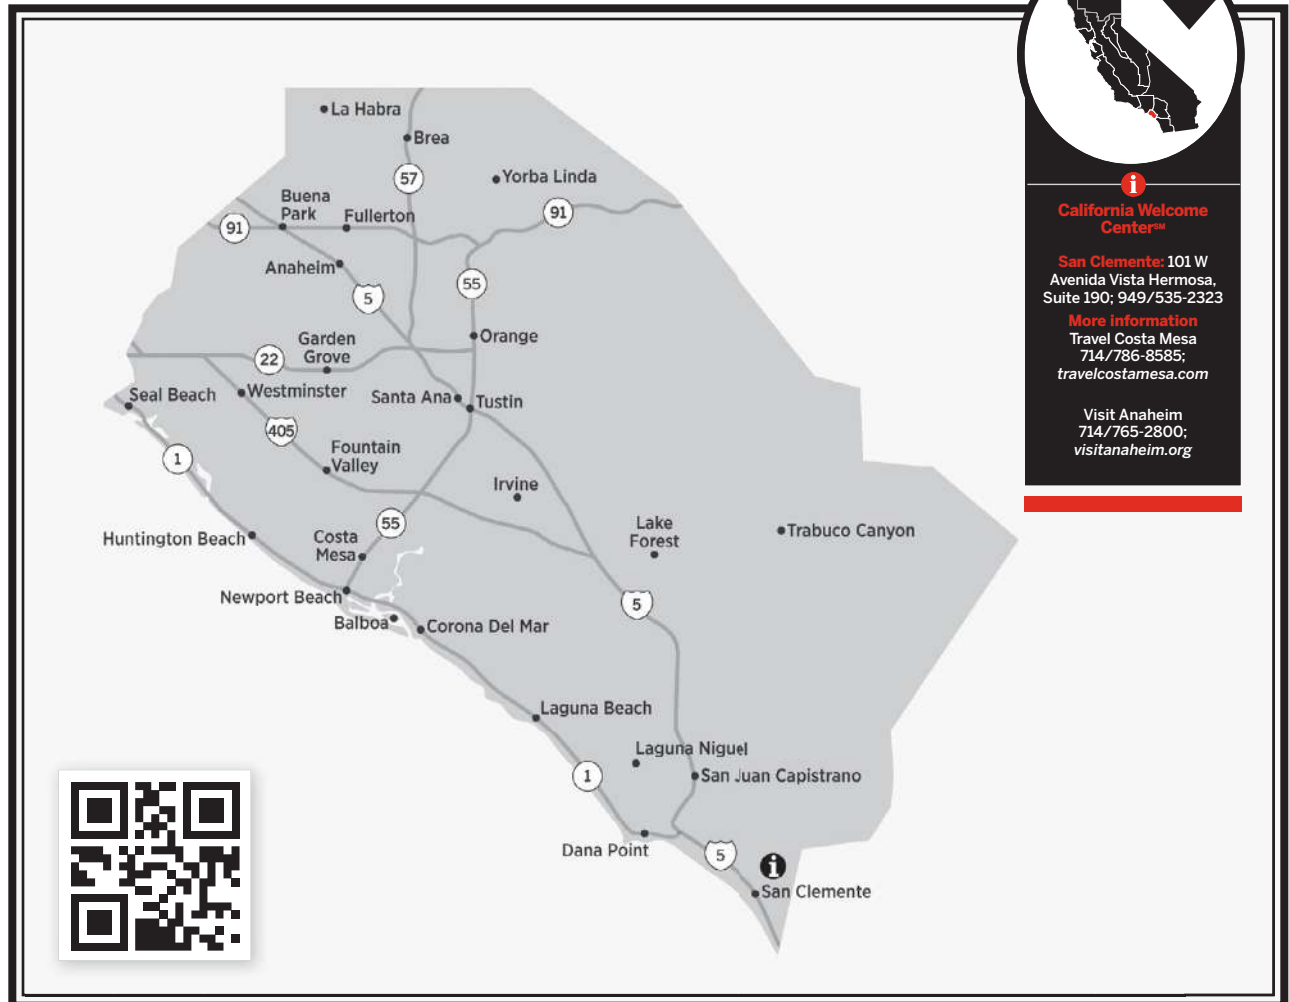 La Habra
Brea
57
Yorba Linda
Buena
Park
Fullerton
91
91
Anaheim
5
55
Orange
Garden
Grove
22
Seal Beach
Westminster
Santa Ana
Tustin
405
1
Fountain
Valley
Irvine
55
Huntington Beach
Costa
Mesa
Lake
Forest
Trabuco Canyon
Newport Beach
5
Balboa
Corona Del Mar
Laguna Beach
Laguna Niguel
1
San Juan Capistrano
Dana Point
5
i
San Clemente
i
California Welcome
Center℠
San Clemente: 101 W
Avenida Vista Hermosa,
Suite 190; 949/535-2323
More information
Travel Costa Mesa
714/786-8585;
travelcostamesa.com
Visit Anaheim
714/765-2800;
visitanaheim.org